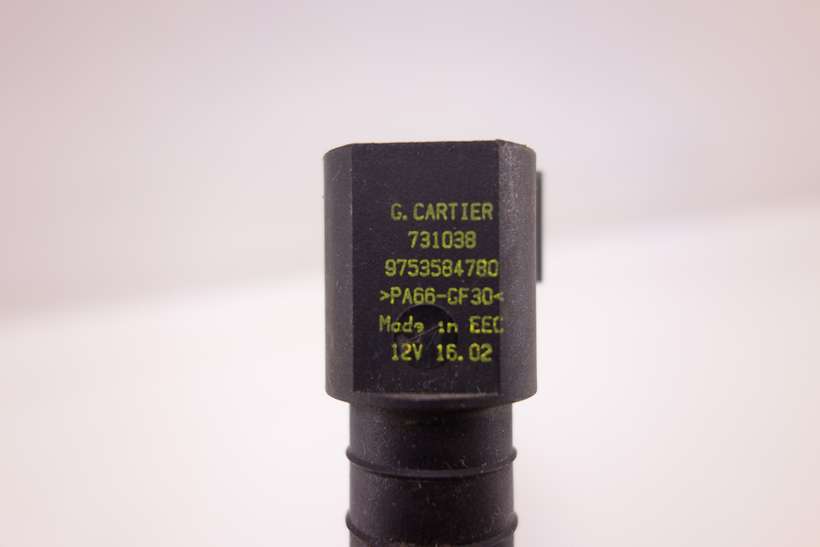 G. CARTIER
731038
9753584780
>PA66-GF30<
Made in EEC
12V 16.02